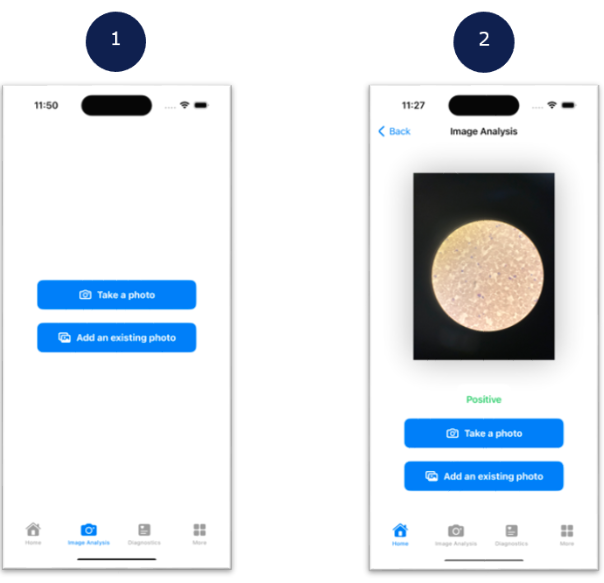 1
11:50
Take a photo
Add an existing photo
Home
Image Analysis
Diagnostics
More
2
11:27
Back
Image Analysis
Positive
Take a photo
Add an existing photo
Home
Image Analysis
Diagnostics
More